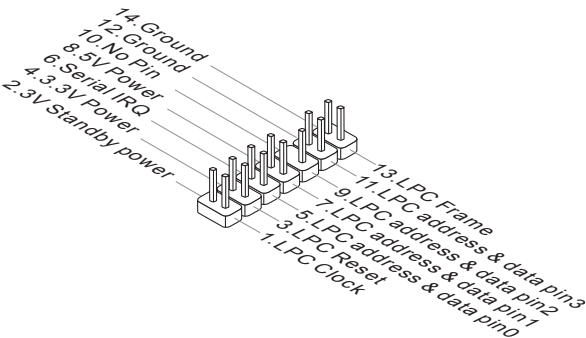 14.Ground
12.Ground
10.No Pin
8.5V Power
6.Serial IRQ
4.3.3V Power
2.3V Standby power
13.LPC Frame
11.LPC address & data pin3
9.LPC address & data pin2
7.LPC address & data pin1
5.LPC address & data pin0
3.LPC Reset
1.LPC Clock